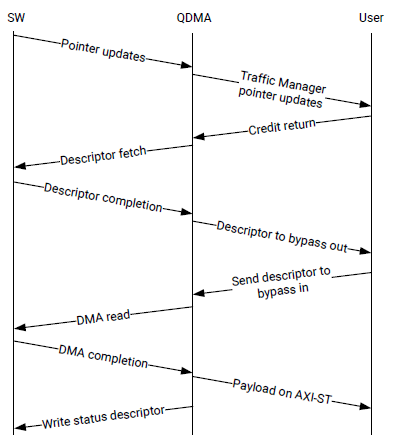 SW
QDMA
User
Pointer updates
Traffic Manager
pointer updates
Credit return
Descriptor fetch
Descriptor completion
Descriptor to bypass out
Send descriptor to
bypass in
DMA read
DMA completion
Payload on AXI-ST
Write status descriptor